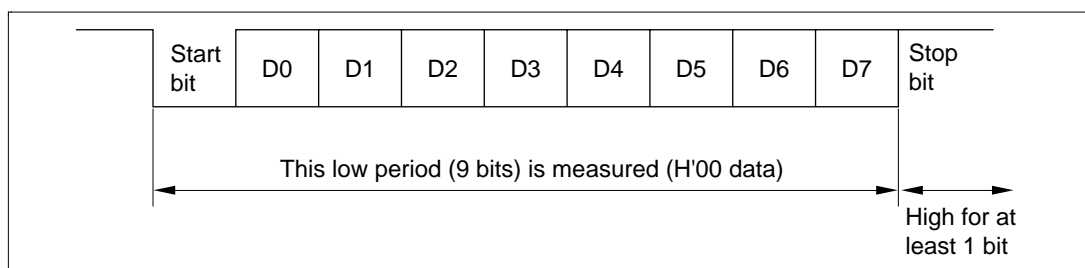 Start bit
D0
D1
D2
D3
D4
D5
D6
D7
Stop bit
This low period (9 bits) is measured (H'00 data)
High for at
least 1 bit